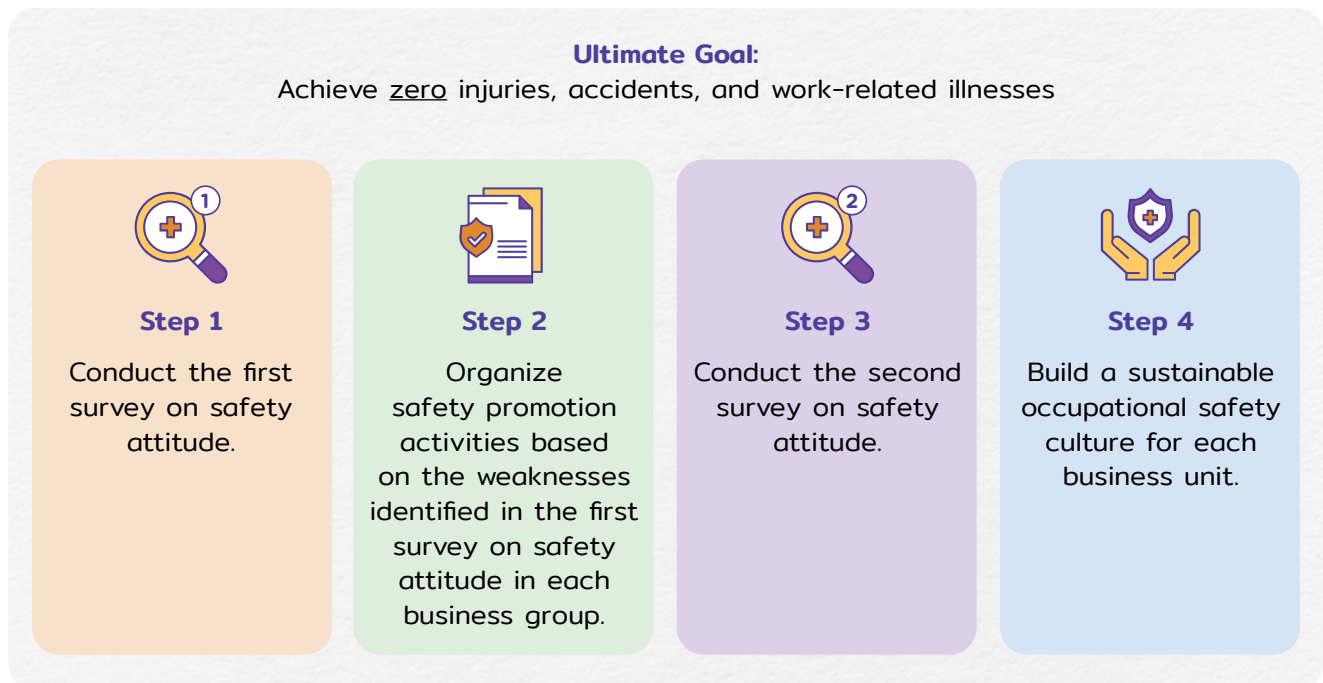 Ultimate Goal:
Achieve zero injuries, accidents, and work-related illnesses
1
Step 1
Conduct the first
survey on safety
attitude.
Step 2
Organize
safety promotion
activities based
on the weaknesses
identified in the first
survey on safety
attitude in each
business group.
2
Step 3
Conduct the second
survey on safety
attitude.
Step 4
Build a sustainable
occupational safety
culture for each
business unit.